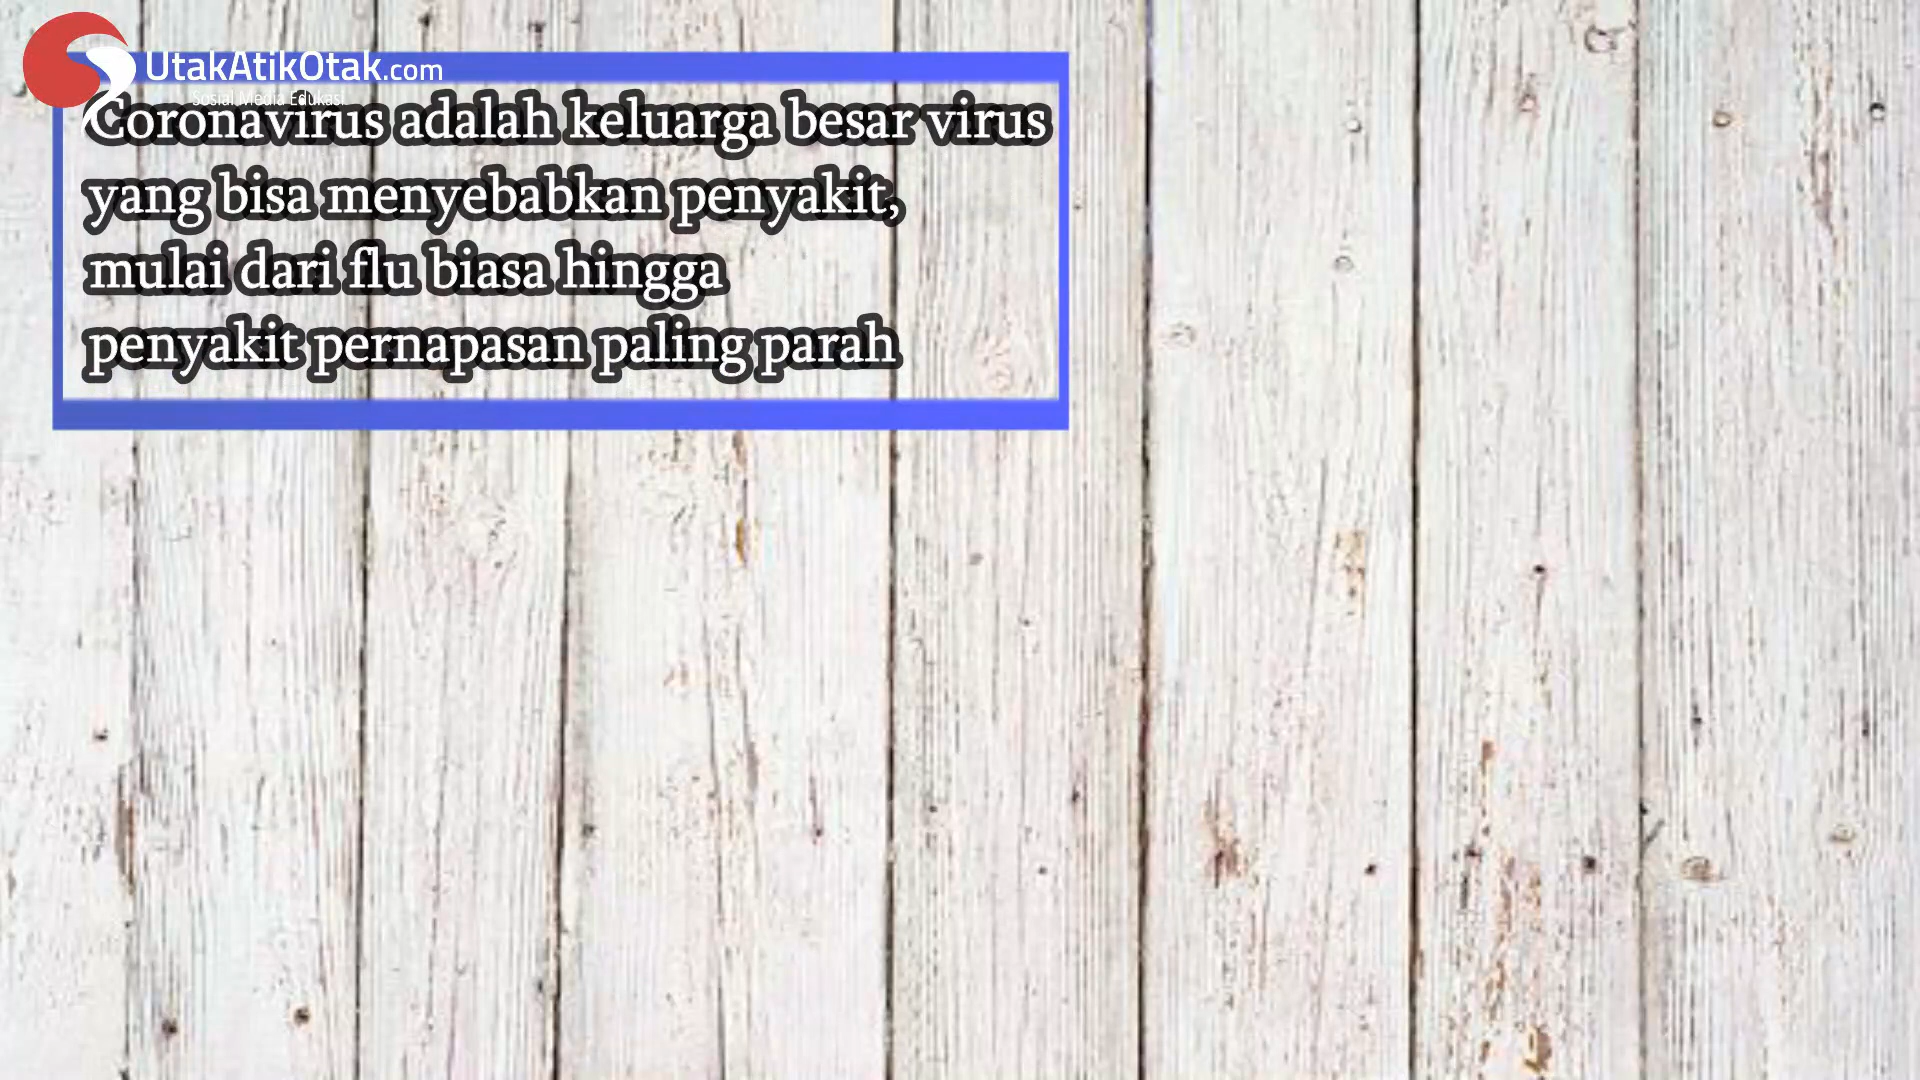 UtakAtikOtak.com
Sosial Media Edukasi
Coronavirus adalah keluarga besar virus
yang bisa menyebabkan penyakit,
mulai dari flu biasa hingga
penyakit pernapasan paling parah